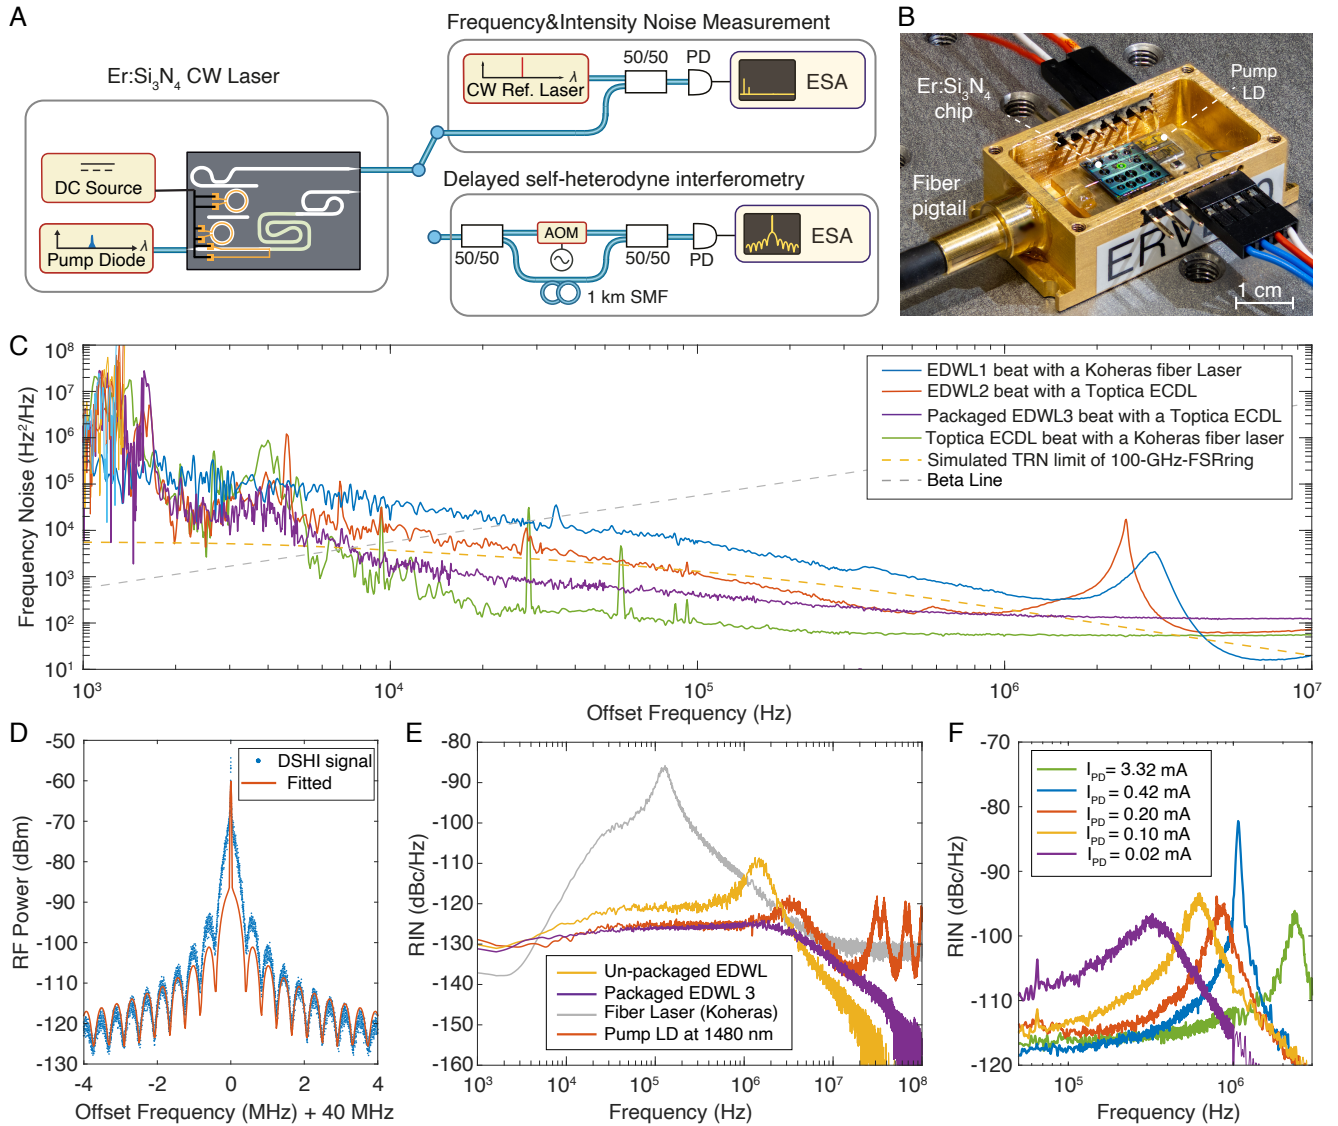 A
Er:Si₃N₄ CW Laser
DC Source
λ
Pump Diode
Frequency&Intensity Noise Measurement
λ
CW Ref. Laser
50/50
PD
ESA
Delayed self-heterodyne interferometry
50/50
AOM
1 km SMF
50/50
PD
ESA
B
Er:Si₃N₄
chip
Pump
LD
Fiber
pigtail
1 cm
C
Frequency Noise (Hz²/Hz)
10⁸
10⁷
10⁶
10⁵
10⁴
10³
10²
10¹
EDWL1 beat with a Koheras fiber Laser
EDWL2 beat with a Toptica ECDL
Packaged EDWL3 beat with a Toptica ECDL
Toptica ECDL beat with a Koheras fiber laser
Simulated TRN limit of 100-GHz-FSRring
Beta Line
10³ 10⁴ 10⁵ 10⁶ 10⁷
Offset Frequency (Hz)
D
RF Power (dBm)
-50
-60
-70
-80
-90
-100
-110
-120
-130
DSHI signal
Fitted
-4 -2 0 2 4
Offset Frequency (MHz) + 40 MHz
E
RIN (dBc/Hz)
-80
-90
-100
-110
-120
-130
-140
-150
-160
Un-packaged EDWL
Packaged EDWL 3
Fiber Laser (Koheras)
Pump LD at 1480 nm
10³ 10⁴ 10⁵ 10⁶ 10⁷ 10⁸
Frequency (Hz)
F
RIN (dBc/Hz)
-70
-80
-90
-100
-110
-120
I_PD = 3.32 mA
I_PD = 0.42 mA
I_PD = 0.20 mA
I_PD = 0.10 mA
I_PD = 0.02 mA
10⁵ 10⁶
Frequency (Hz)